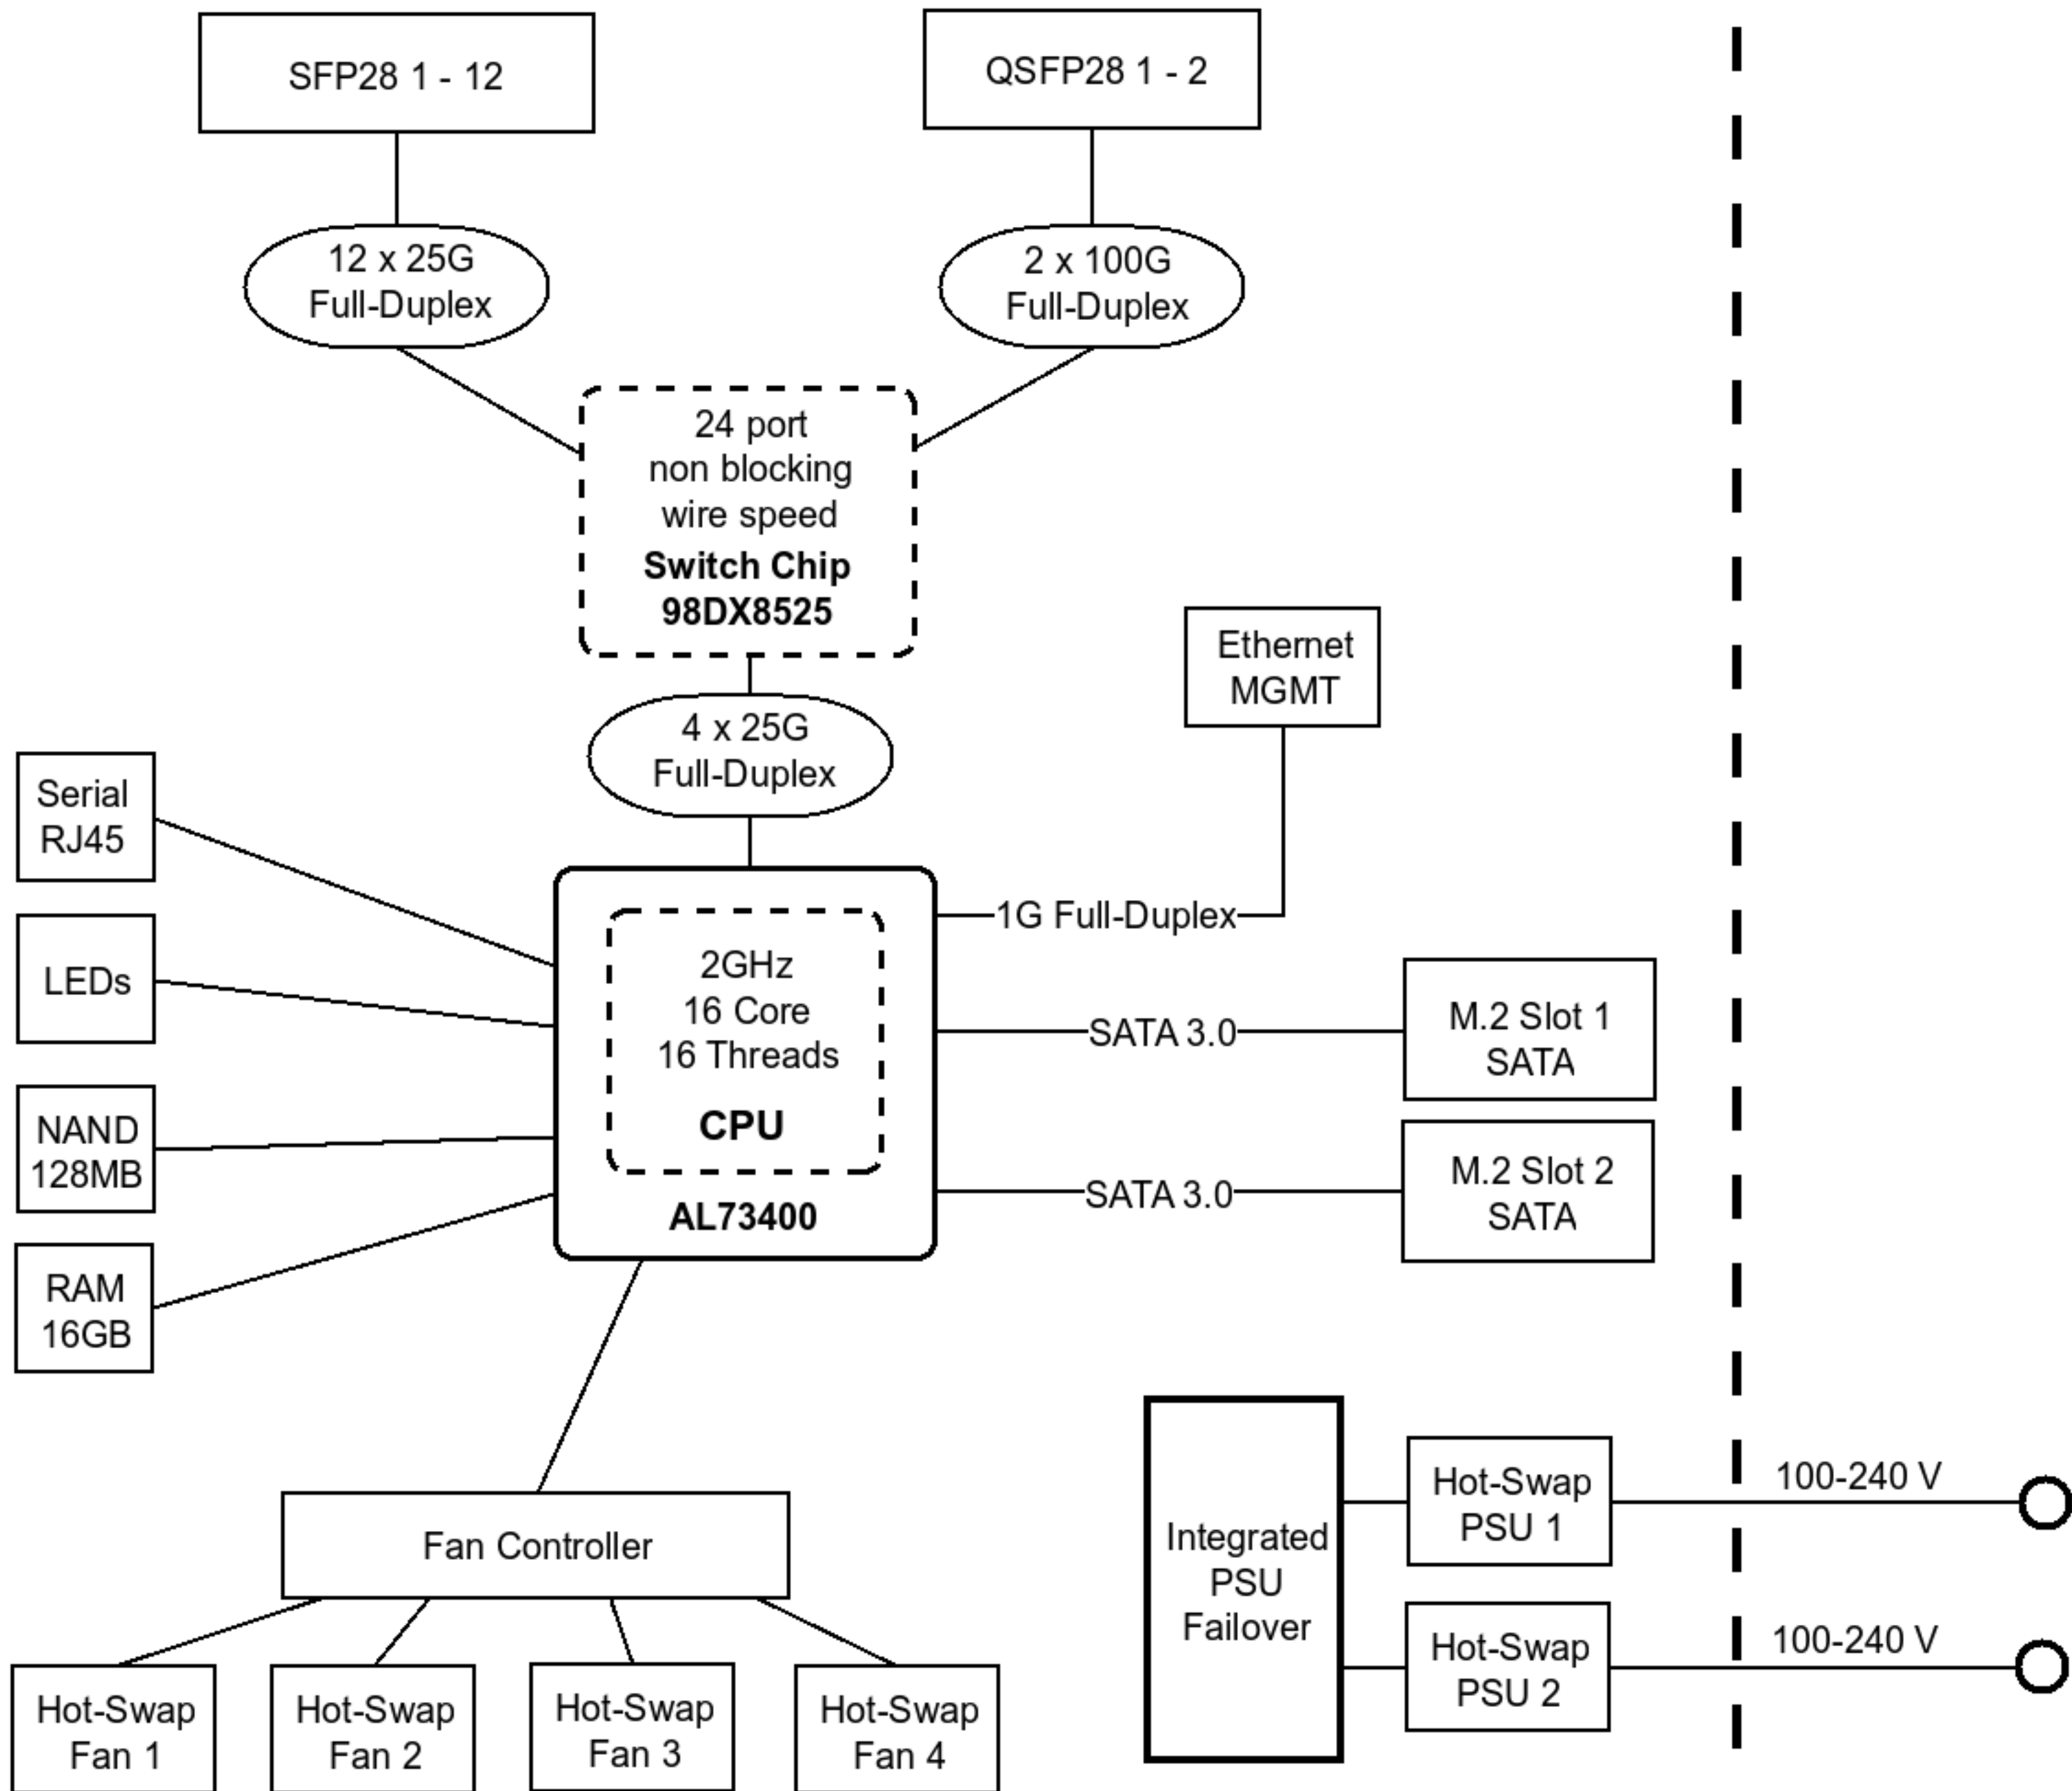 SFP28 1 - 12
QSFP28 1 - 2
12 x 25G
Full-Duplex
2 x 100G
Full-Duplex
24 port
non blocking
wire speed
Switch Chip
98DX8525
Ethernet
MGMT
4 x 25G
Full-Duplex
Serial
RJ45
1G Full-Duplex
LEDs
2GHz
16 Core
16 Threads
CPU
AL73400
SATA 3.0
M.2 Slot 1
SATA
NAND
128MB
SATA 3.0
M.2 Slot 2
SATA
RAM
16GB
Fan Controller
Hot-Swap
Fan 1
Hot-Swap
Fan 2
Hot-Swap
Fan 3
Hot-Swap
Fan 4
Integrated
PSU
Failover
Hot-Swap
PSU 1
100-240 V
Hot-Swap
PSU 2
100-240 V